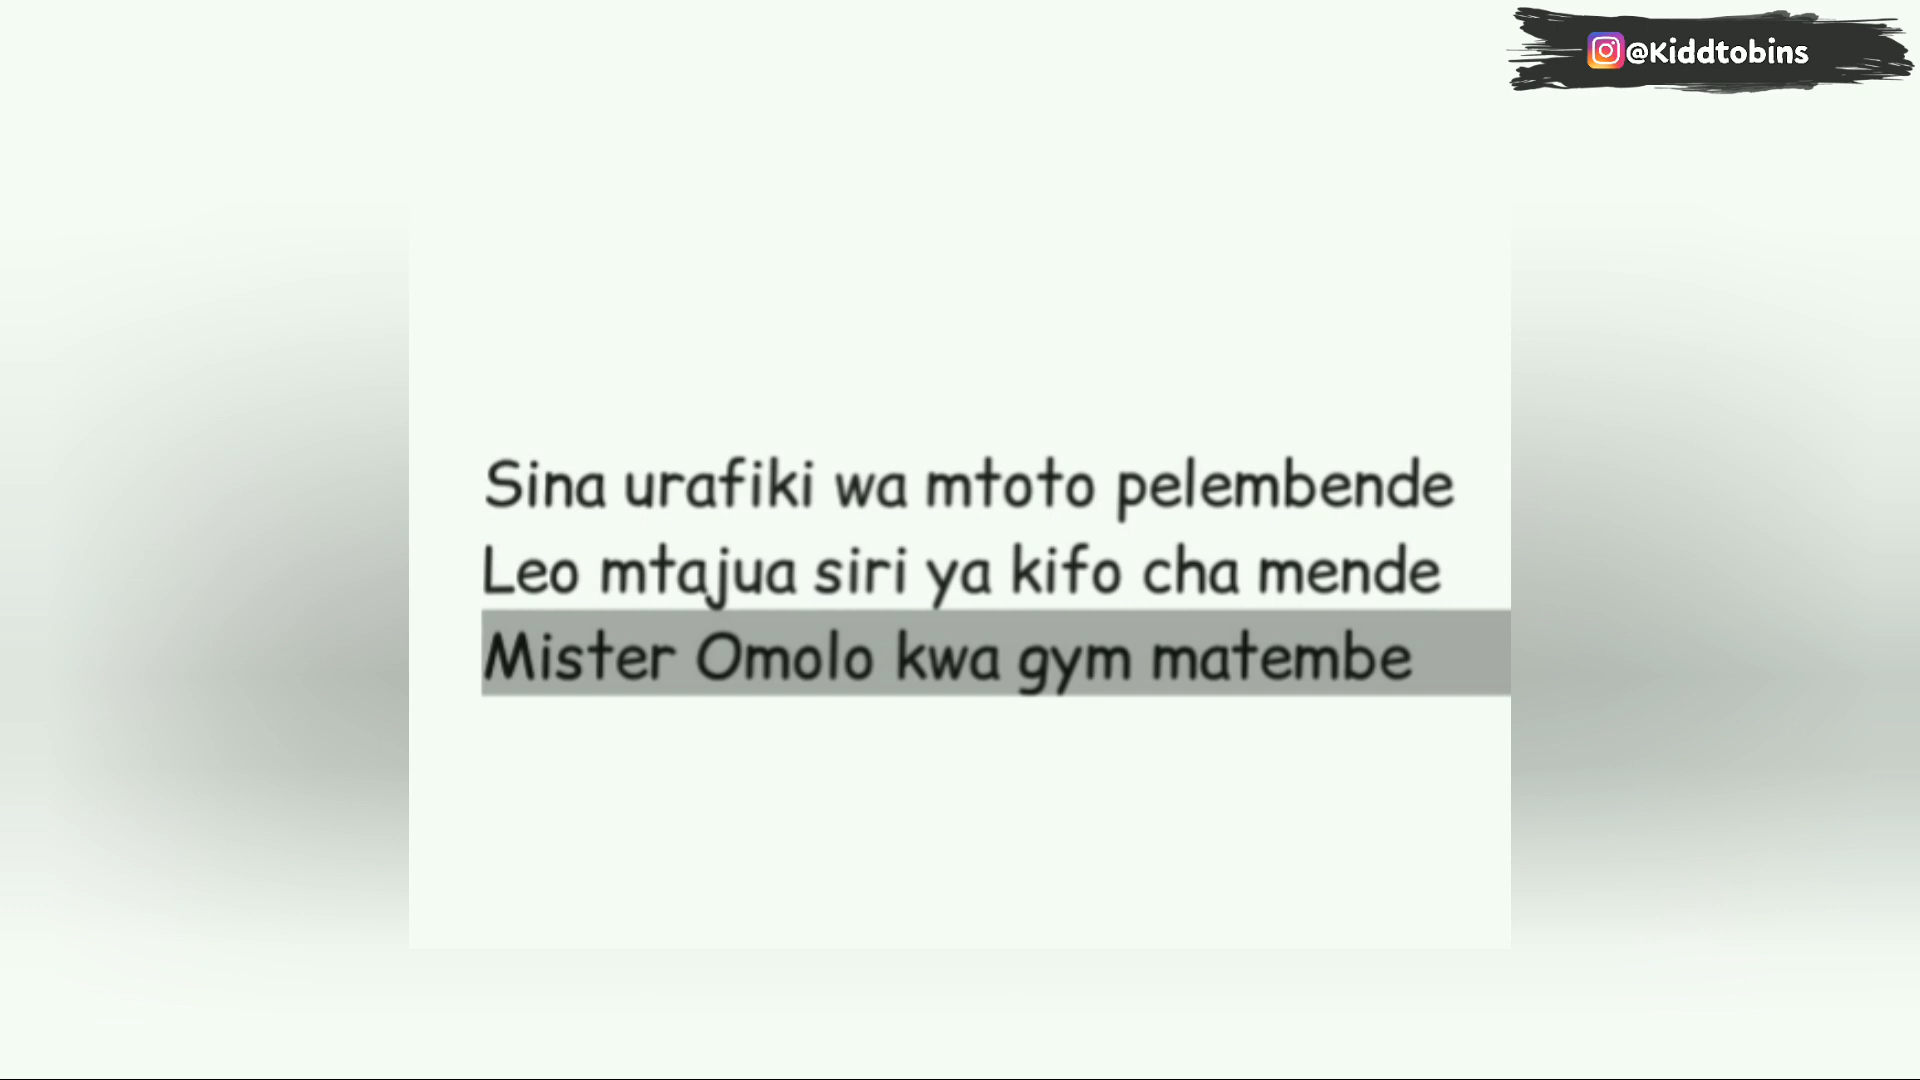 @Kiddtobins
Sina urafiki wa mtoto pelembende
Leo mtajua siri ya kifo cha mende
Mister Omolo kwa gym matembe